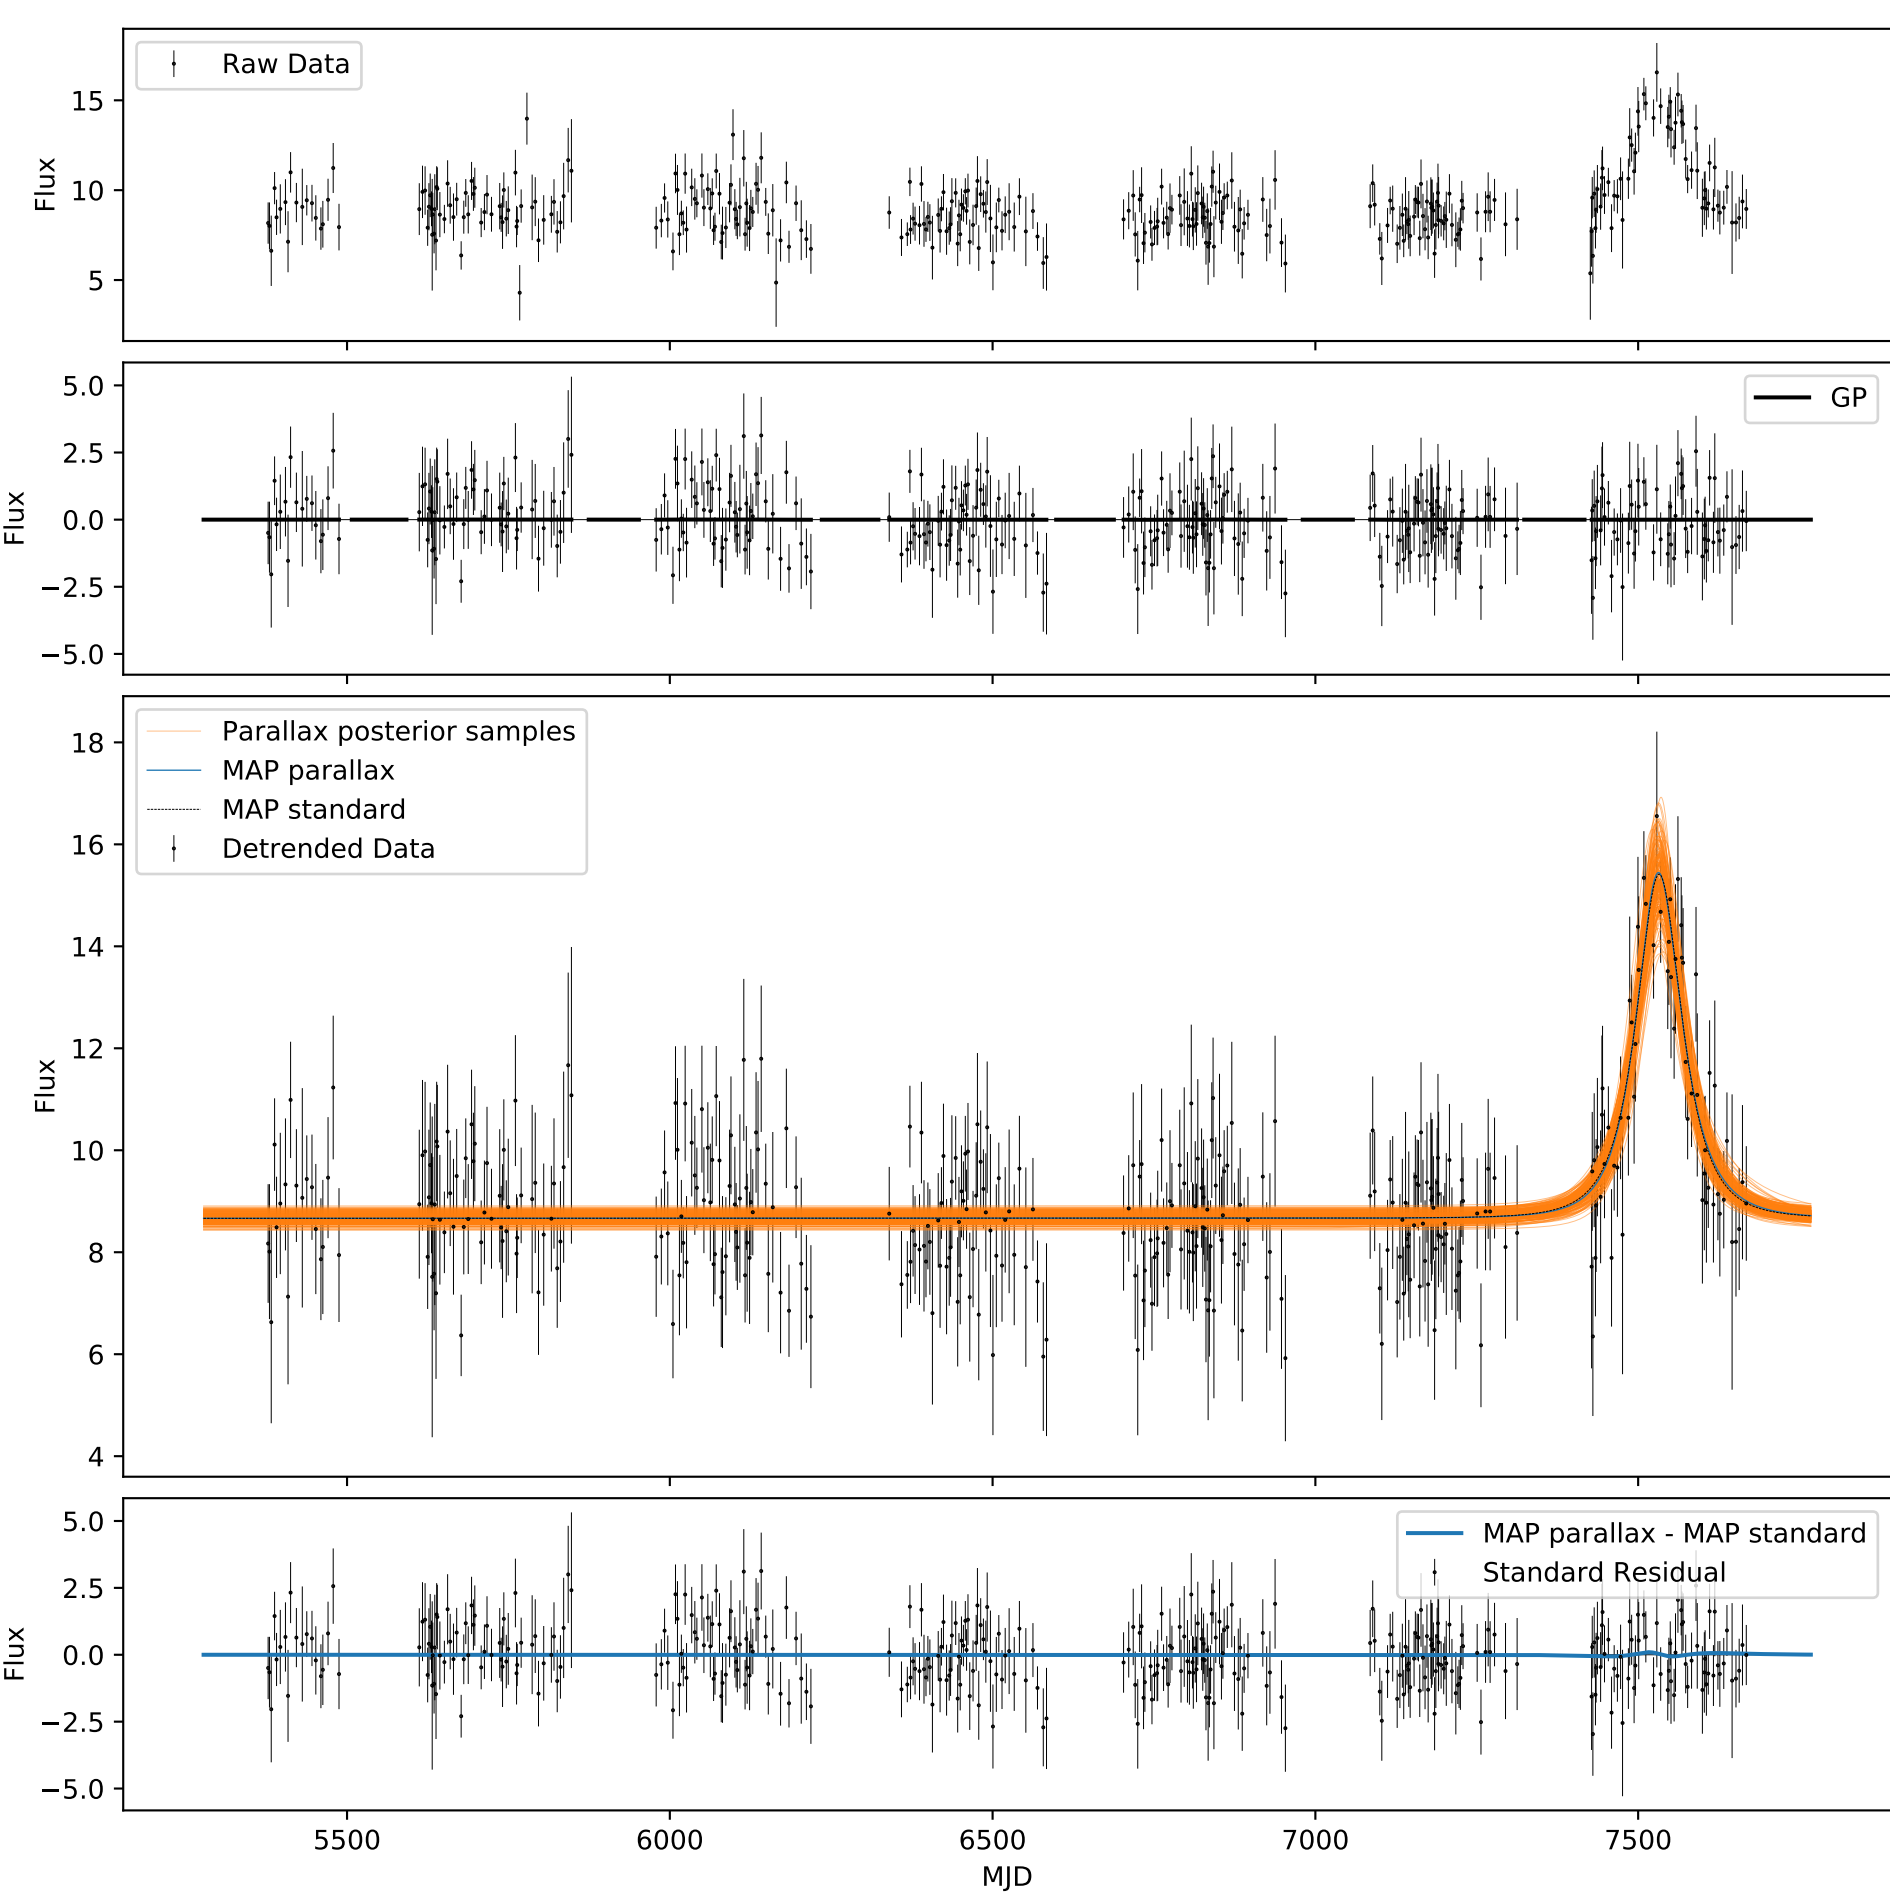 Raw Data
15
10
5
Flux
GP
5.0
2.5
0.0
−2.5
−5.0
Flux
Parallax posterior samples
MAP parallax
MAP standard
Detrended Data
18
16
14
12
10
8
6
4
Flux
MAP parallax - MAP standard
Standard Residual
5.0
2.5
0.0
−2.5
−5.0
Flux
5500 6000 6500 7000 7500
MJD